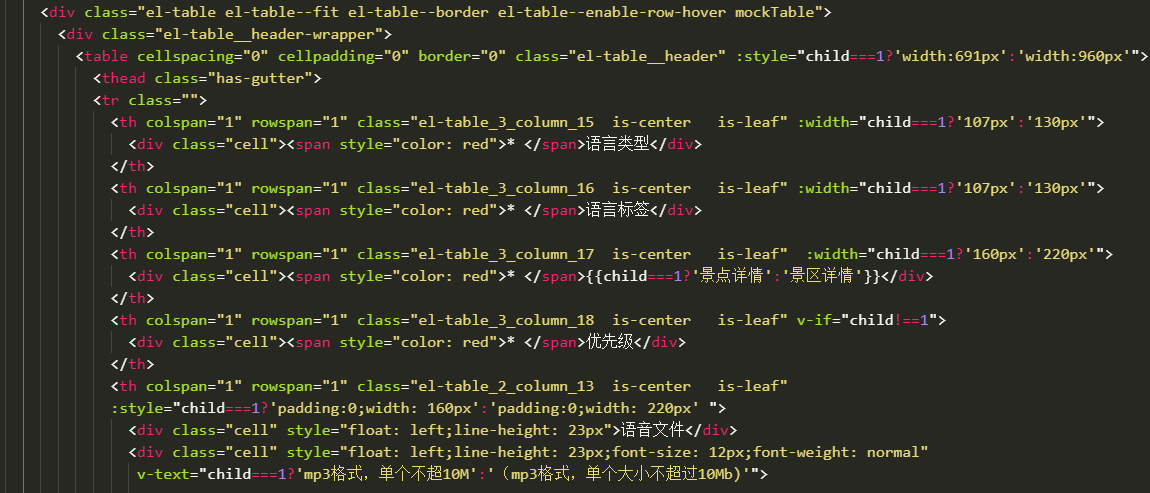 <div class="el-table el-table--fit el-table--border el-table--enable-row-hover mockTable">
<div class="el-table__header-wrapper">
<table cellspacing="0" cellpadding="0" border="0" class="el-table__header" :style="child===1?'width:691px':'width:960px'">
<thead class="has-gutter">
<tr class="">
<th colspan="1" rowspan="1" class="el-table_3_column_15  is-center   is-leaf" :width="child===1?'107px':'130px'">
<div class="cell"><span style="color: red">* </span>语言类型</div>
</th>
<th colspan="1" rowspan="1" class="el-table_3_column_16  is-center   is-leaf" :width="child===1?'107px':'130px'">
<div class="cell"><span style="color: red">* </span>语言标签</div>
</th>
<th colspan="1" rowspan="1" class="el-table_3_column_17  is-center   is-leaf"  :width="child===1?'160px':'220px'">
<div class="cell"><span style="color: red">* </span>{{child===1?'景点详情':'景区详情'}}</div>
</th>
<th colspan="1" rowspan="1" class="el-table_3_column_18  is-center   is-leaf" v-if="child!==1">
<div class="cell"><span style="color: red">* </span>优先级</div>
</th>
<th colspan="1" rowspan="1" class="el-table_2_column_13  is-center   is-leaf"
:style="child===1?'padding:0;width: 160px':'padding:0;width: 220px' ">
<div class="cell" style="float: left;line-height: 23px">语音文件</div>
<div class="cell" style="float: left;line-height: 23px;font-size: 12px;font-weight: normal"
v-text="child===1?'mp3格式，单个不超10M':'（mp3格式，单个大小不超过10Mb)'">